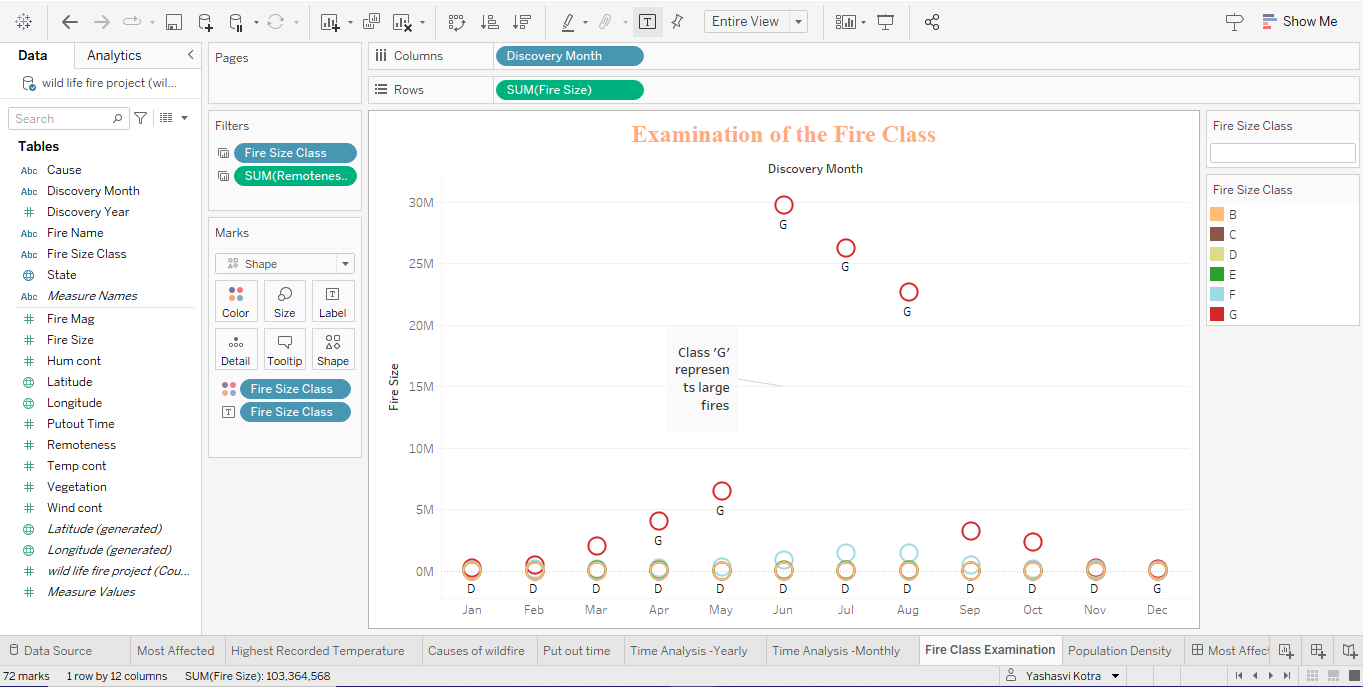 Entire View
Show Me
Data
Analytics
Pages
Columns
Discovery Month
wild life fire project (wil...
Rows
SUM(Fire Size)
Search
Filters
Fire Size Class
SUM(Remotenes..
Tables
Abc Cause
Abc Discovery Month
Discovery Year
Abc Fire Name
Abc Fire Size Class
State
Abc Measure Names
Fire Mag
Fire Size
Hum cont
Latitude
Longitude
Putout Time
Remoteness
Temp cont
Vegetation
Wind cont
Latitude (generated)
Longitude (generated)
wild life fire project (Cou...
Measure Values
Marks
Shape
Color
Size
Label
Detail
Tooltip
Shape
Fire Size Class
Fire Size Class
Examination of the Fire Class
Discovery Month
Fire Size
30M
25M
20M
15M
10M
5M
0M
G
G
G
Class 'G'
represen
ts large
fires
G
G
D D D D D D D D D D D G
Jan Feb Mar Apr May Jun Jul Aug Sep Oct Nov Dec
Fire Size Class
Fire Size Class
B
C
D
E
F
G
Data Source
Most Affected
Highest Recorded Temperature
Causes of wildfire
Put out time
Time Analysis -Yearly
Time Analysis -Monthly
Fire Class Examination
Population Density
Most Affect
72 marks
1 row by 12 columns
SUM(Fire Size): 103,364,568
Yashasvi Kotra